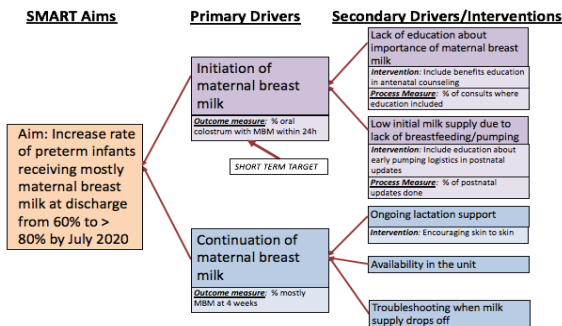 SMART Aims
Primary Drivers
Secondary Drivers/Interventions
Aim: Increase rate
of preterm infants
receiving mostly
maternal breast
milk at discharge
from 60% to >
80% by July 2020
Initiation of
maternal breast
milk
Outcome measure: % oral
colostrum with MBM within 24h
SHORT TERM TARGET
Continuation of
maternal breast
milk
Outcome measure: % mostly
MBM at 4 weeks
Lack of education about
importance of maternal breast
milk
Intervention: Include benefits education
in antenatal counseling
Process Measure: % of consults where
education included
Low initial milk supply due to
lack of breastfeeding/pumping
Intervention: Include education about
early pumping logistics in postnatal
updates
Process Measure: % of postnatal
updates done
Ongoing lactation support
Intervention: Encouraging skin to skin
Availability in the unit
Troubleshooting when milk
supply drops off